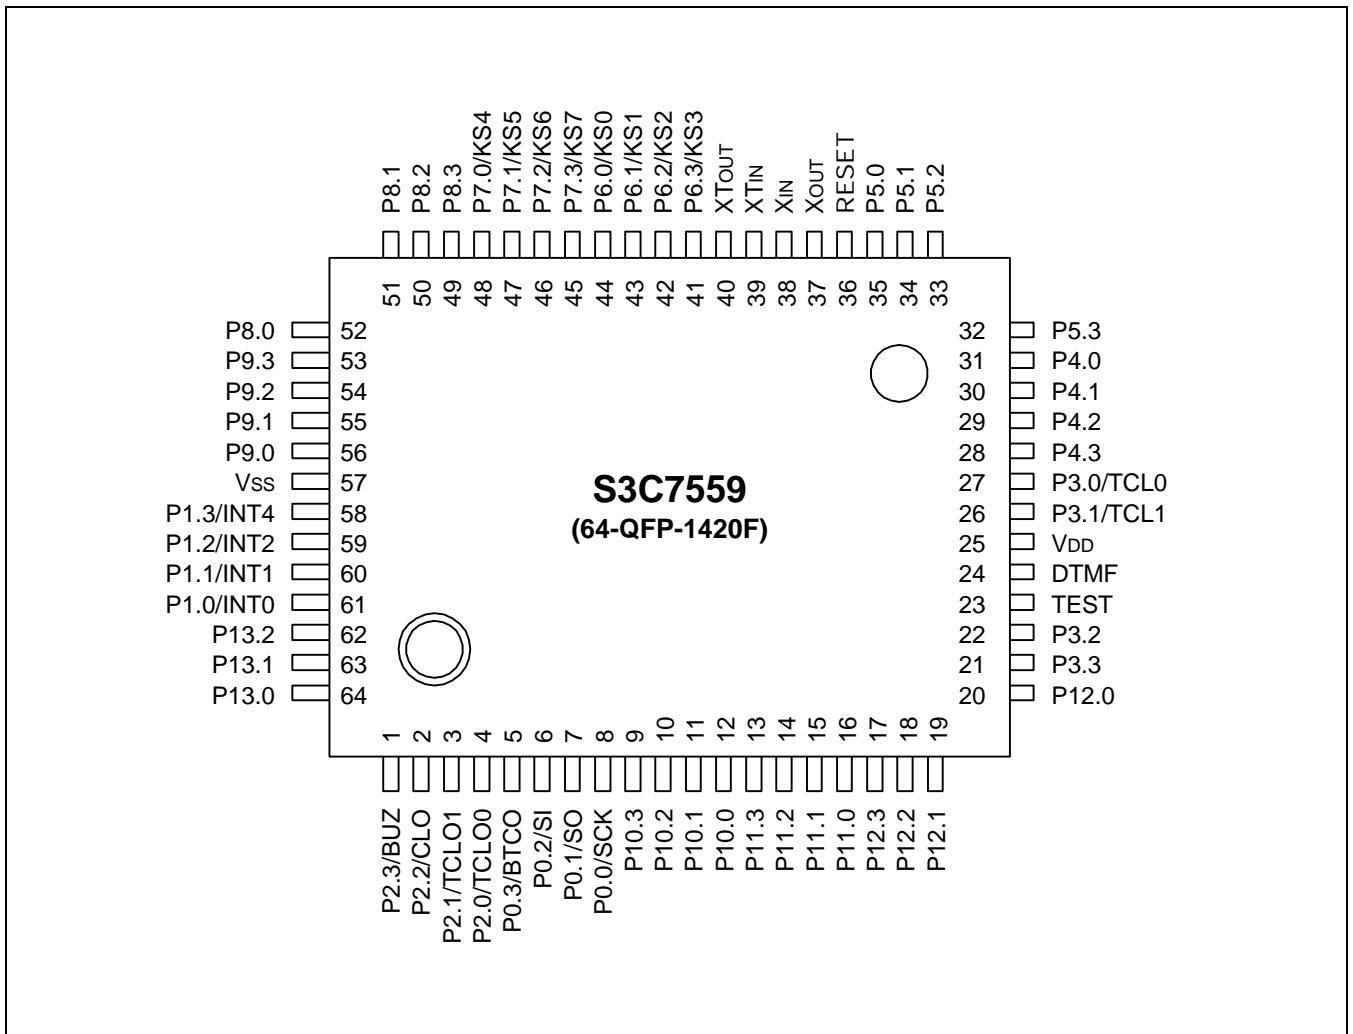 P8.1
P8.2
P8.3
P7.0/KS4
P7.1/KS5
P7.2/KS6
P7.3/KS7
P6.0/KS0
P6.1/KS1
P6.2/KS2
P6.3/KS3
XTOUT
XTIN
XIN
XOUT
RESET
P5.0
P5.1
P5.2
51
50
49
48
47
46
45
44
43
42
41
40
39
38
37
36
35
34
33
P8.0 52
P9.3 53
P9.2 54
P9.1 55
P9.0 56
VSS 57
P1.3/INT4 58
P1.2/INT2 59
P1.1/INT1 60
P1.0/INT0 61
P13.2 62
P13.1 63
P13.0 64
S3C7559
(64-QFP-1420F)
32 P5.3
31 P4.0
30 P4.1
29 P4.2
28 P4.3
27 P3.0/TCL0
26 P3.1/TCL1
25 VDD
24 DTMF
23 TEST
22 P3.2
21 P3.3
20 P12.0
1
2
3
4
5
6
7
8
9
10
11
12
13
14
15
16
17
18
19
P2.3/BUZ
P2.2/CLO
P2.1/TCLO1
P2.0/TCLO0
P0.3/BTCO
P0.2/SI
P0.1/SO
P0.0/SCK
P10.3
P10.2
P10.1
P10.0
P11.3
P11.2
P11.1
P11.0
P12.3
P12.2
P12.1